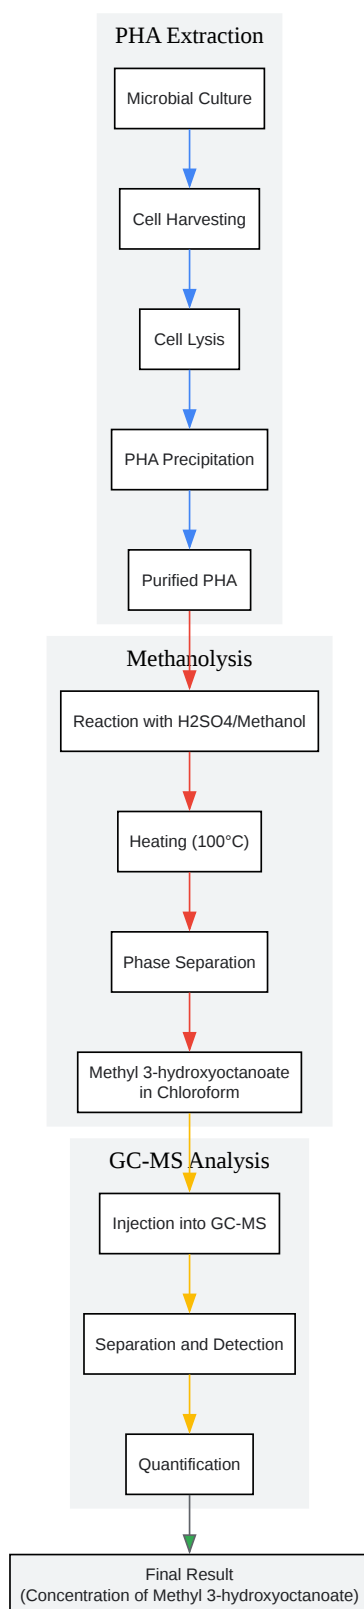 PHA Extraction
Microbial Culture
Cell Harvesting
Cell Lysis
PHA Precipitation
Purified PHA
Methanolysis
Reaction with H2SO4/Methanol
Heating (100°C)
Phase Separation
Methyl 3-hydroxyoctanoate
in Chloroform
GC-MS Analysis
Injection into GC-MS
Separation and Detection
Quantification
Final Result
(Concentration of Methyl 3-hydroxyoctanoate)